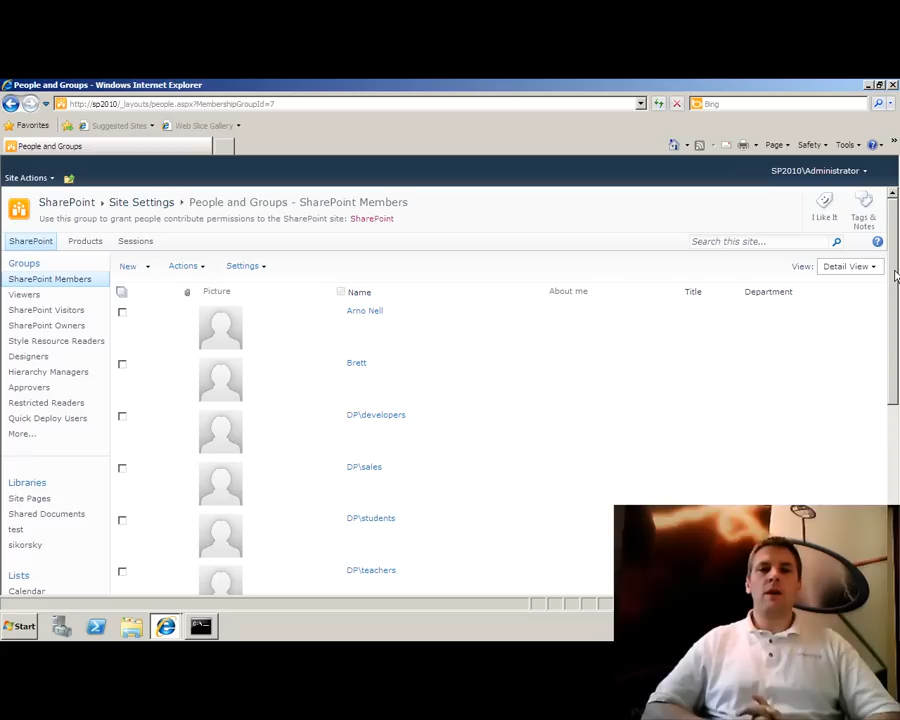 People and Groups - Windows Internet Explorer
http://sp2010/_layouts/people.aspx?MembershipGroupId=7
Bing
Favorites
Suggested Sites
Web Slice Gallery
People and Groups
Page
Safety
Tools
Site Actions
SP2010\Administrator
SharePoint
Site Settings
People and Groups - SharePoint Members
Use this group to grant people contribute permissions to the SharePoint site: SharePoint
I Like It
Tags & Notes
SharePoint
Products
Sessions
Search this site...
Groups
SharePoint Members
Viewers
SharePoint Visitors
SharePoint Owners
Style Resource Readers
Designers
Hierarchy Managers
Approvers
Restricted Readers
Quick Deploy Users
More...
Libraries
Site Pages
Shared Documents
test
sikorsky
Lists
Calendar
New
Actions
Settings
View: Detail View
Picture
Name
About me
Title
Department
Arno Nell
Brett
DP\developers
DP\sales
DP\students
DP\teachers
Start